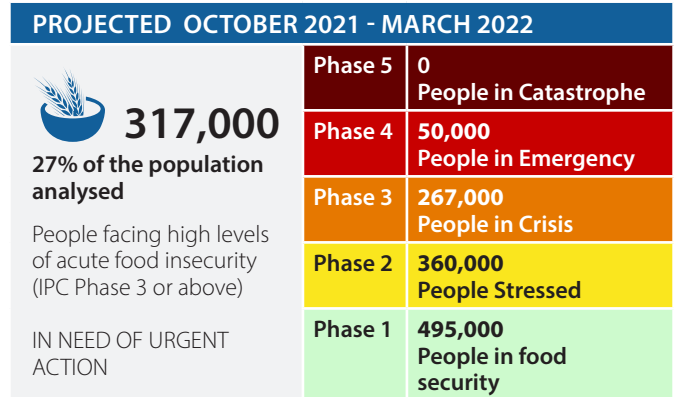 PROJECTED OCTOBER 2021 - MARCH 2022
317,000
27% of the population
analysed
People facing high levels
of acute food insecurity
(IPC Phase 3 or above)
IN NEED OF URGENT
ACTION
Phase 5 0
People in Catastrophe
Phase 4 50,000
People in Emergency
Phase 3 267,000
People in Crisis
Phase 2 360,000
People Stressed
Phase 1 495,000
People in food
security